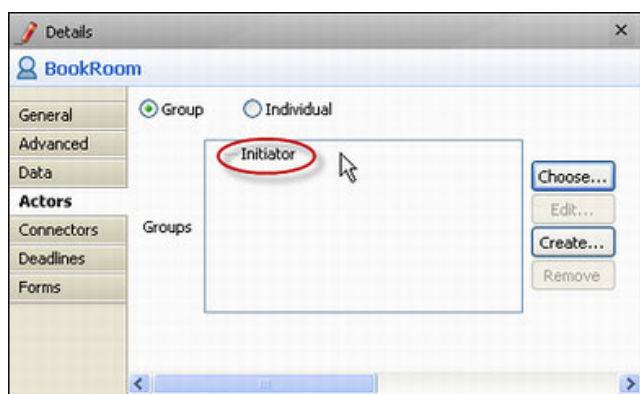 Details
BookRoom
General
Advanced
Data
Actors
Connectors
Deadlines
Forms
Group Individual
Groups
Initiator
Choose...
Edit...
Create...
Remove